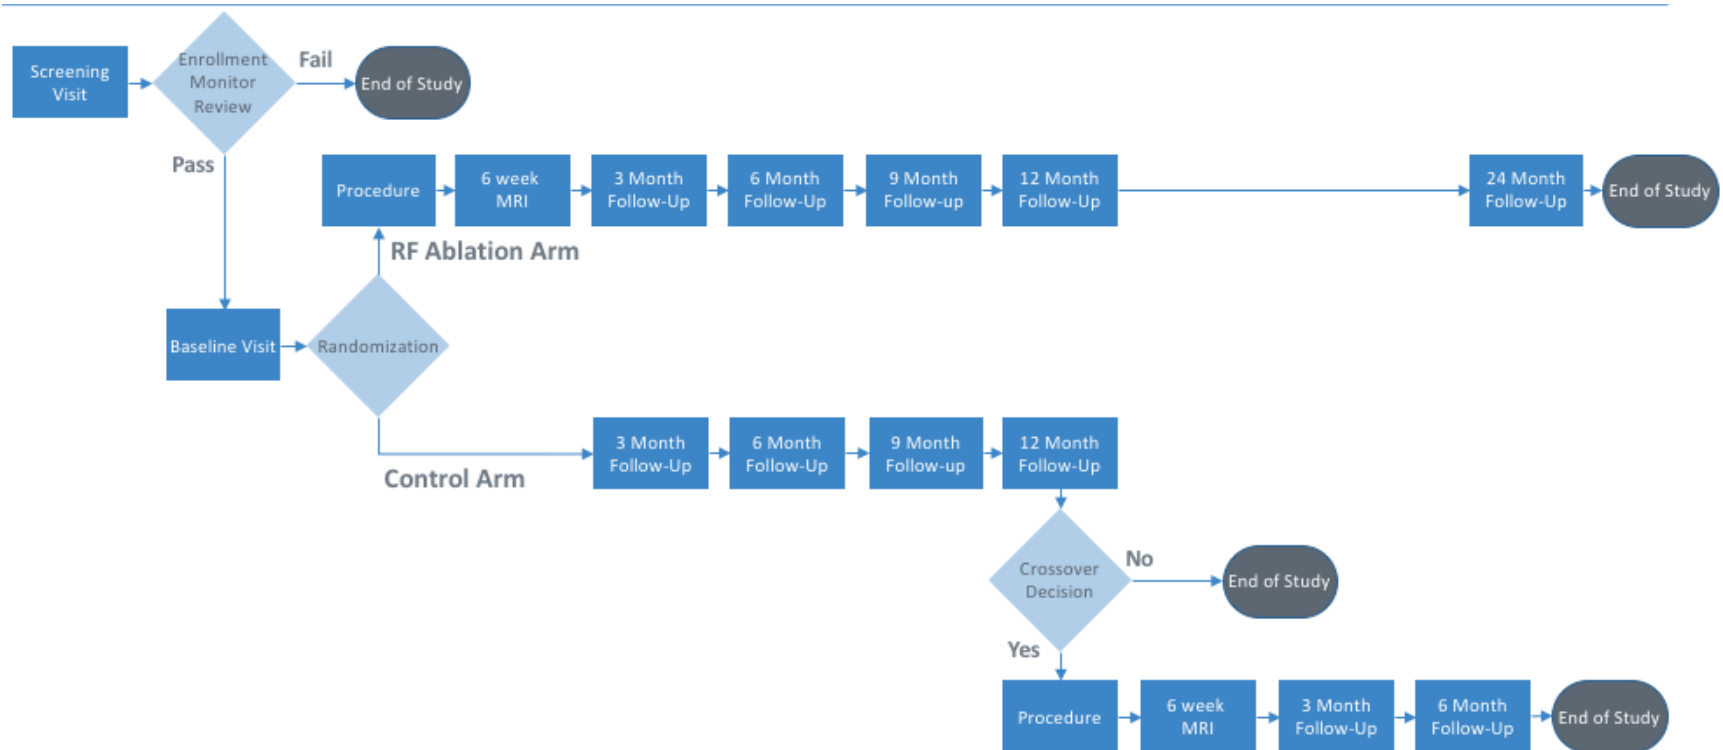 Screening
Visit
Enrollment
Monitor
Review
Fail
End of Study
Pass
Procedure
6 week
MRI
3 Month
Follow-Up
6 Month
Follow-Up
9 Month
Follow-up
12 Month
Follow-Up
24 Month
Follow-Up
End of Study
RF Ablation Arm
Baseline Visit
Randomization
Control Arm
3 Month
Follow-Up
6 Month
Follow-Up
9 Month
Follow-up
12 Month
Follow-Up
Crossover
Decision
No
End of Study
Yes
Procedure
6 week
MRI
3 Month
Follow-Up
6 Month
Follow-Up
End of Study